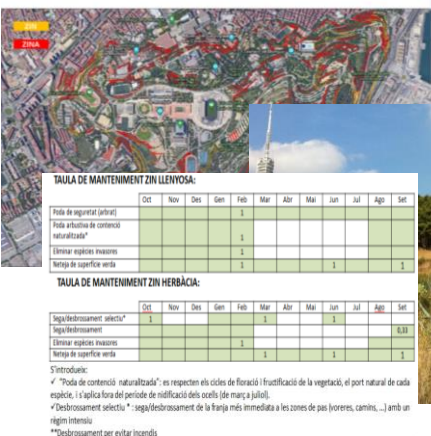 ZIN
ZINA
TAULA DE MANTENIMENT ZIN LLENYOSA:
Oct Nov Des Gen Feb Mar Abr Mai Jun Jul Ago Set
Poda de seguretat (arbrat) 1
Poda arbustiva de contenció
naturalitzada* 1
Eliminar espècies invasores 1
Neteja de superfície verda 1 1 1
TAULA DE MANTENIMENT ZIN HERBÀCIA:
Oct Nov Des Gen Feb Mar Abr Mai Jun Jul Ago Set
Sega/desbrossament selectiu* 1 1 1
Sega/desbrossament 0,33
Eliminar espècies invasores 1
Neteja de superfície verda 1 1 1
S'introdueix:
✓ "Poda de contenció naturalitzada": es respecten els cicles de floració i fructificació de la vegetació, el port natural de cada
espècie, i s'aplica fora del període de nidificació dels ocells (de març a juliol).
✓Desbrossament selectiu * : sega/desbrossament de la franja més immediata a les zones de pas (voreres, camins, ...) amb un
règim intensiu
**Desbrossament per evitar incendis